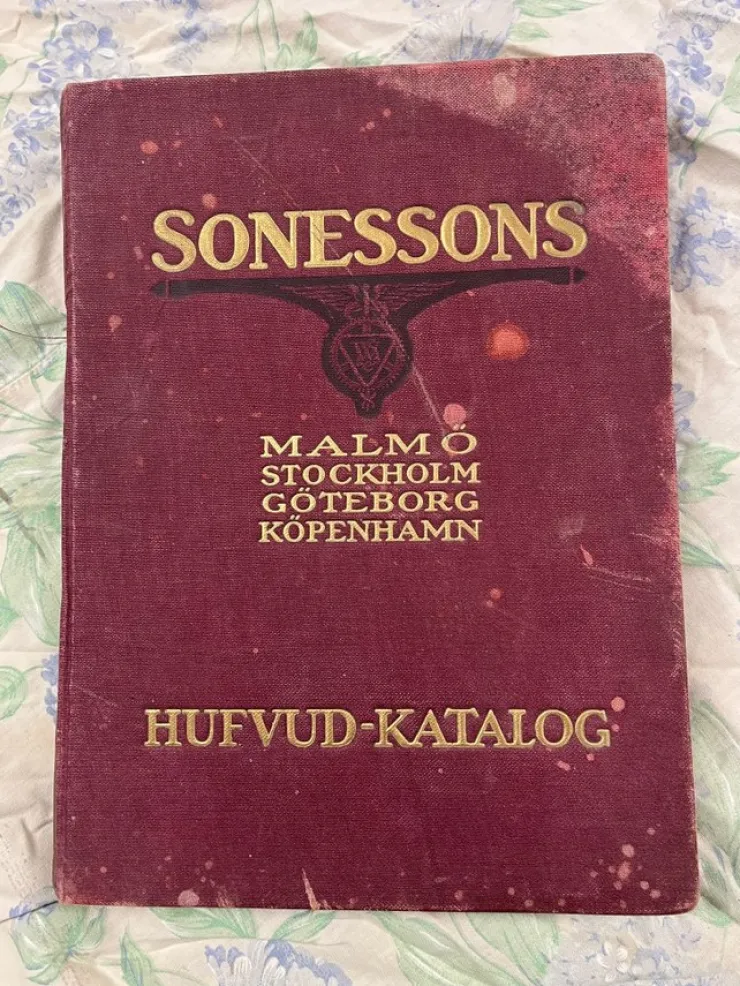 SONESSONS
MALMÖ
STOCKHOLM
GÖTEBORG
KÖPENHAMN
HUFVUD-KATALOG